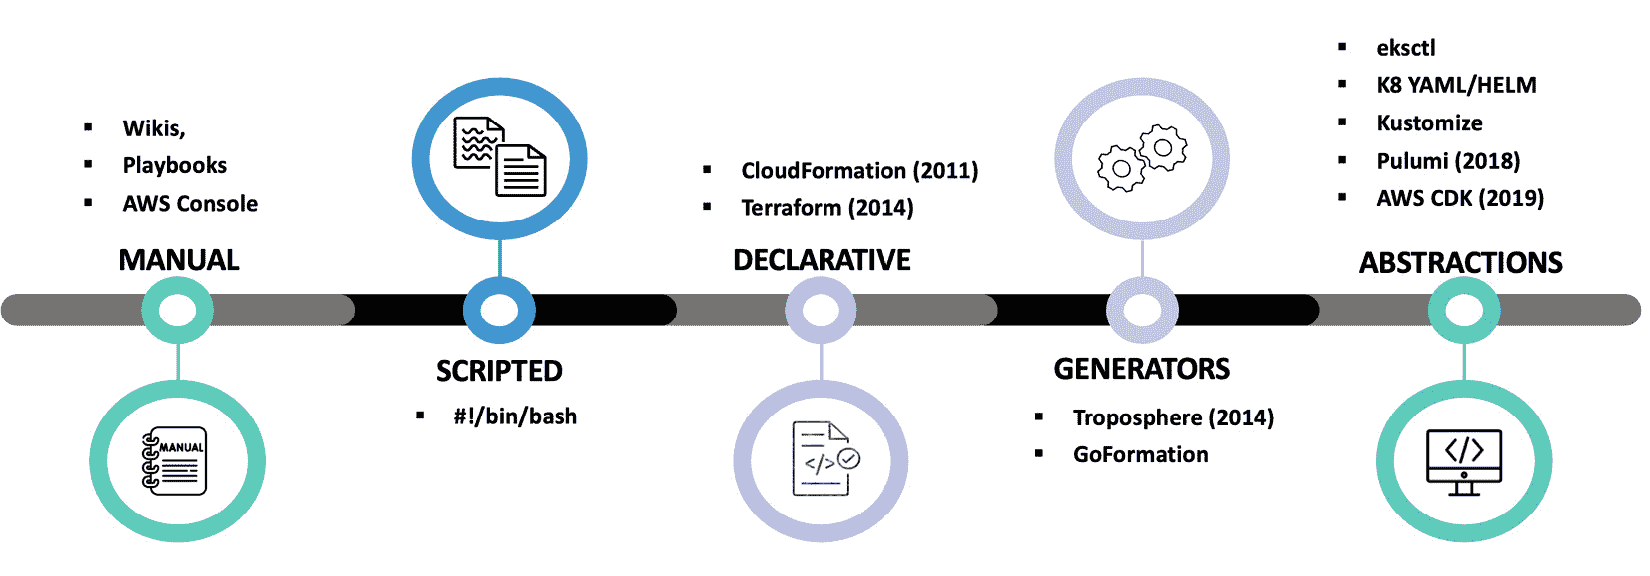 Wikis,
Playbooks
AWS Console
MANUAL
MANUAL
SCRIPTED
#!/bin/bash
CloudFormation (2011)
Terraform (2014)
DECLARATIVE
</>
GENERATORS
Troposphere (2014)
GoFormation
eksctl
K8 YAML/HELM
Kustomize
Pulumi (2018)
AWS CDK (2019)
ABSTRACTIONS
</>